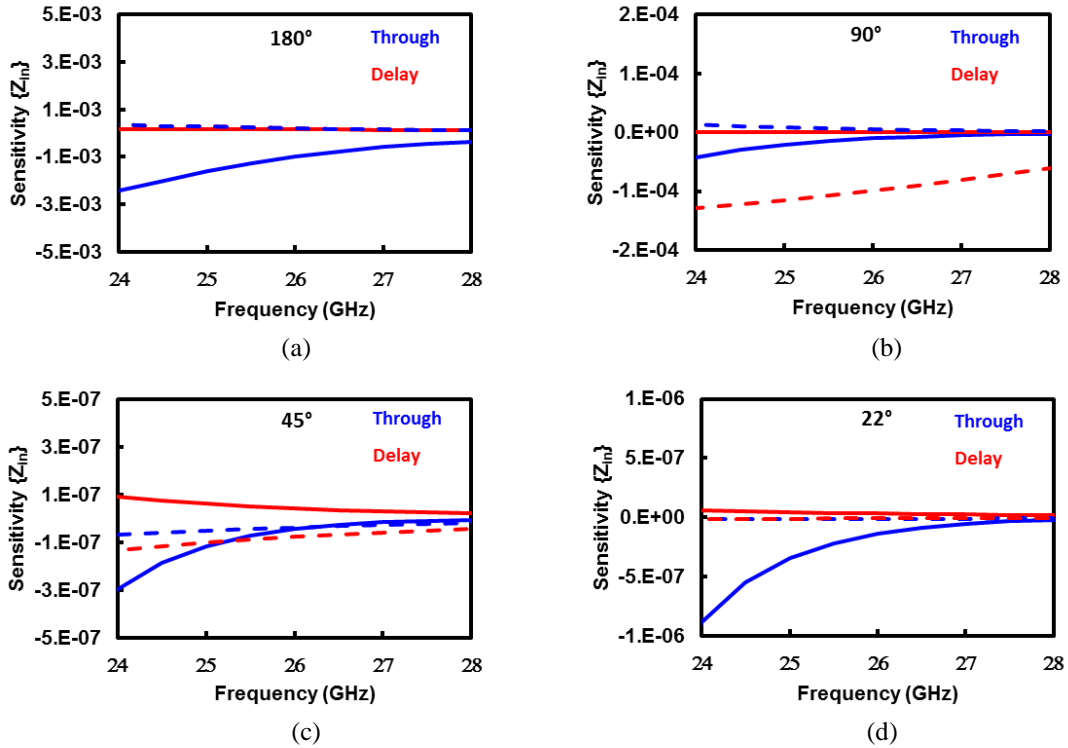 5.E-03
3.E-03
1.E-03
-1.E-03
-3.E-03
-5.E-03
Sensitivity {Zin}
180°
Through
Delay
24 25 26 27 28
Frequency (GHz)
(a)
2.E-04
1.E-04
0.E+00
-1.E-04
-2.E-04
Sensitivity {Zin}
90°
Through
Delay
24 25 26 27 28
Frequency (GHz)
(b)
5.E-07
3.E-07
1.E-07
-1.E-07
-3.E-07
-5.E-07
Sensitivity {Zin}
45°
Through
Delay
24 25 26 27 28
Frequency (GHz)
(c)
1.E-06
5.E-07
0.E+00
-5.E-07
-1.E-06
Sensitivity {Zin}
22°
Through
Delay
24 25 26 27 28
Frequency (GHz)
(d)